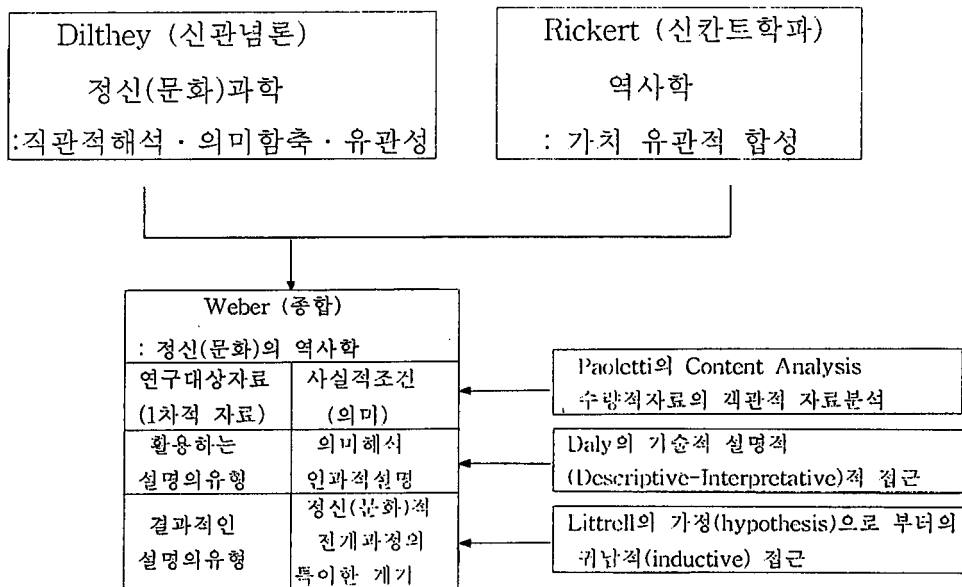 Dilthey (신관념론)
정신(문화)과학
:직관적해석 · 의미함축 · 유관성
Rickert (신칸트학파)
역사학
: 가치 유관적 합성
Weber (종합)
: 정신(문화)의 역사학
연구대상자료
(1차적 자료)
사실적조건
(의미)
활용하는
설명의유형
의미해석
인과적설명
결과적인
설명의유형
정신(문화)적
전개과정의
특이한 계기
Paoletti의 Content Analysis
수량적자료의 객관적 자료분석
Daly의 기술적 설명적
(Descriptive-Interpretative)적 접근
Littrell의 가정(hypothesis)으로 부터의
귀납적(inductive) 접근